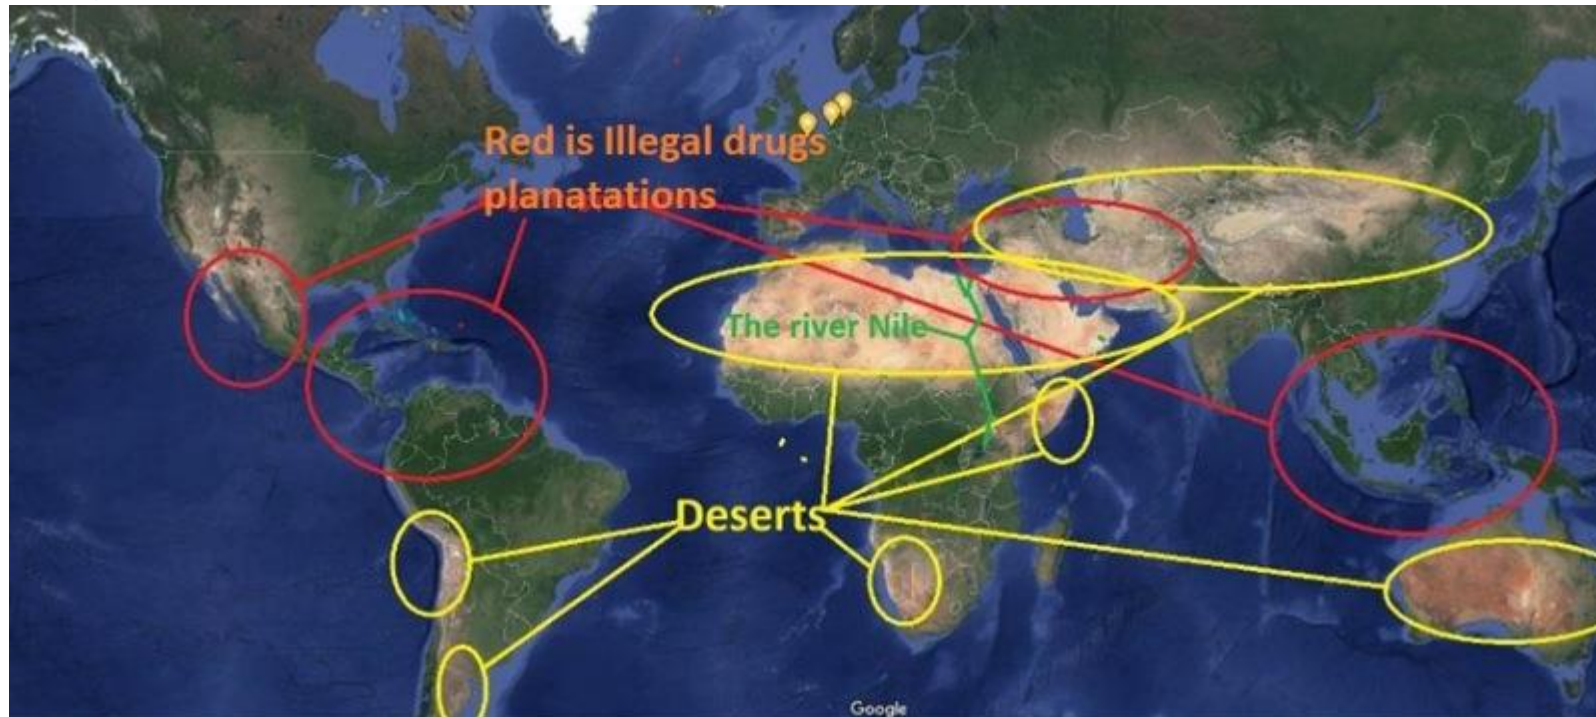 Red is Illegal drugs
planatations
The river Nile
Deserts
Google